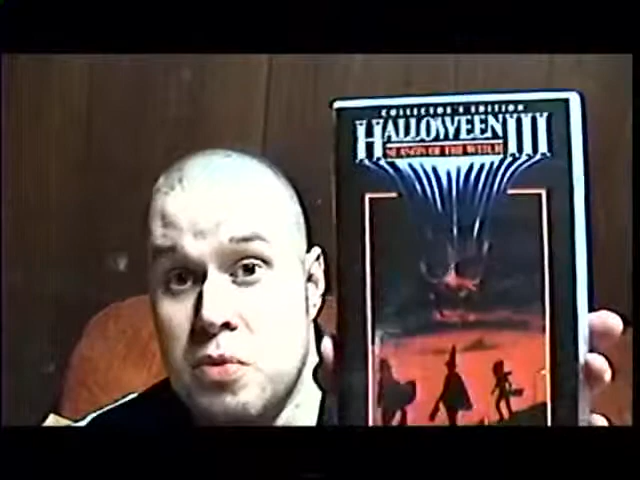 COLLECTOR'S EDITION
HALLOWEEN III
SEASON OF THE WITCH